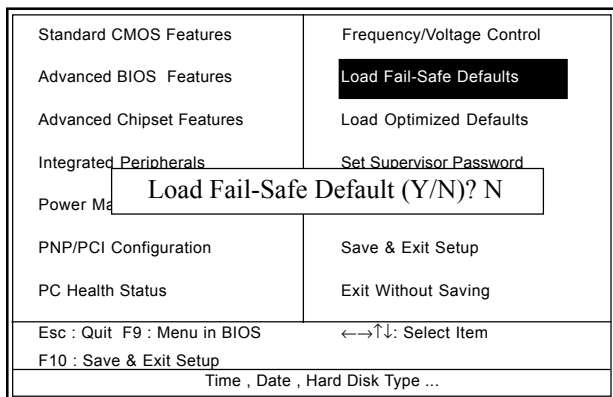 Standard CMOS Features
Advanced BIOS Features
Advanced Chipset Features
Integrated Peripherals
Power Ma
PNP/PCI Configuration
PC Health Status
Frequency/Voltage Control
Load Fail-Safe Defaults
Load Optimized Defaults
Set Supervisor Password
Save & Exit Setup
Exit Without Saving
Load Fail-Safe Default (Y/N)? N
Esc : Quit F9 : Menu in BIOS
←→↑↓: Select Item
F10 : Save & Exit Setup
Time , Date , Hard Disk Type ...